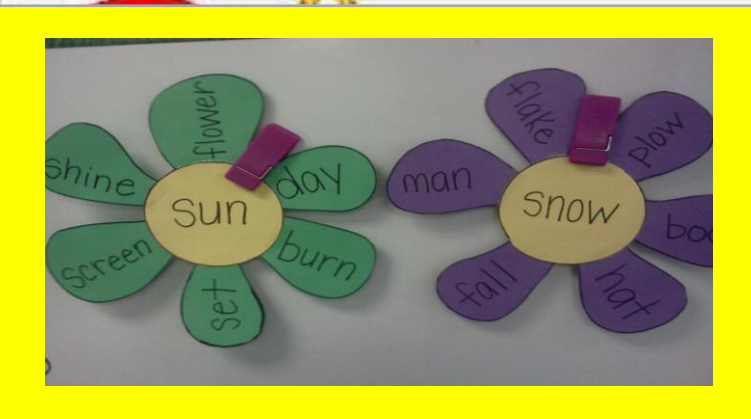 flower
day
burn
set
screen
shine
sun
flake
plow
hat
fall
man
snow